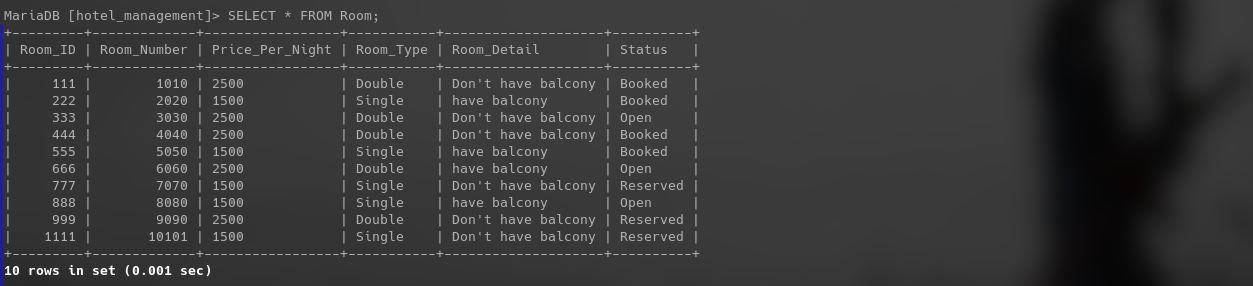 MariaDB [hotel_management]> SELECT * FROM Room;
+---------+-------------+-----------------+-----------+--------------------+----------+
| Room_ID | Room_Number | Price_Per_Night | Room_Type | Room_Detail        | Status   |
+---------+-------------+-----------------+-----------+--------------------+----------+
|     111 |        1010 | 2500            | Double    | Don't have balcony | Booked   |
|     222 |        2020 | 1500            | Single    | have balcony       | Booked   |
|     333 |        3030 | 2500            | Double    | Don't have balcony | Open     |
|     444 |        4040 | 2500            | Double    | Don't have balcony | Booked   |
|     555 |        5050 | 1500            | Single    | have balcony       | Booked   |
|     666 |        6060 | 2500            | Double    | have balcony       | Open     |
|     777 |        7070 | 1500            | Single    | Don't have balcony | Reserved |
|     888 |        8080 | 1500            | Single    | have balcony       | Open     |
|     999 |        9090 | 2500            | Double    | Don't have balcony | Reserved |
|    1111 |       10101 | 1500            | Single    | Don't have balcony | Reserved |
+---------+-------------+-----------------+-----------+--------------------+----------+
10 rows in set (0.001 sec)